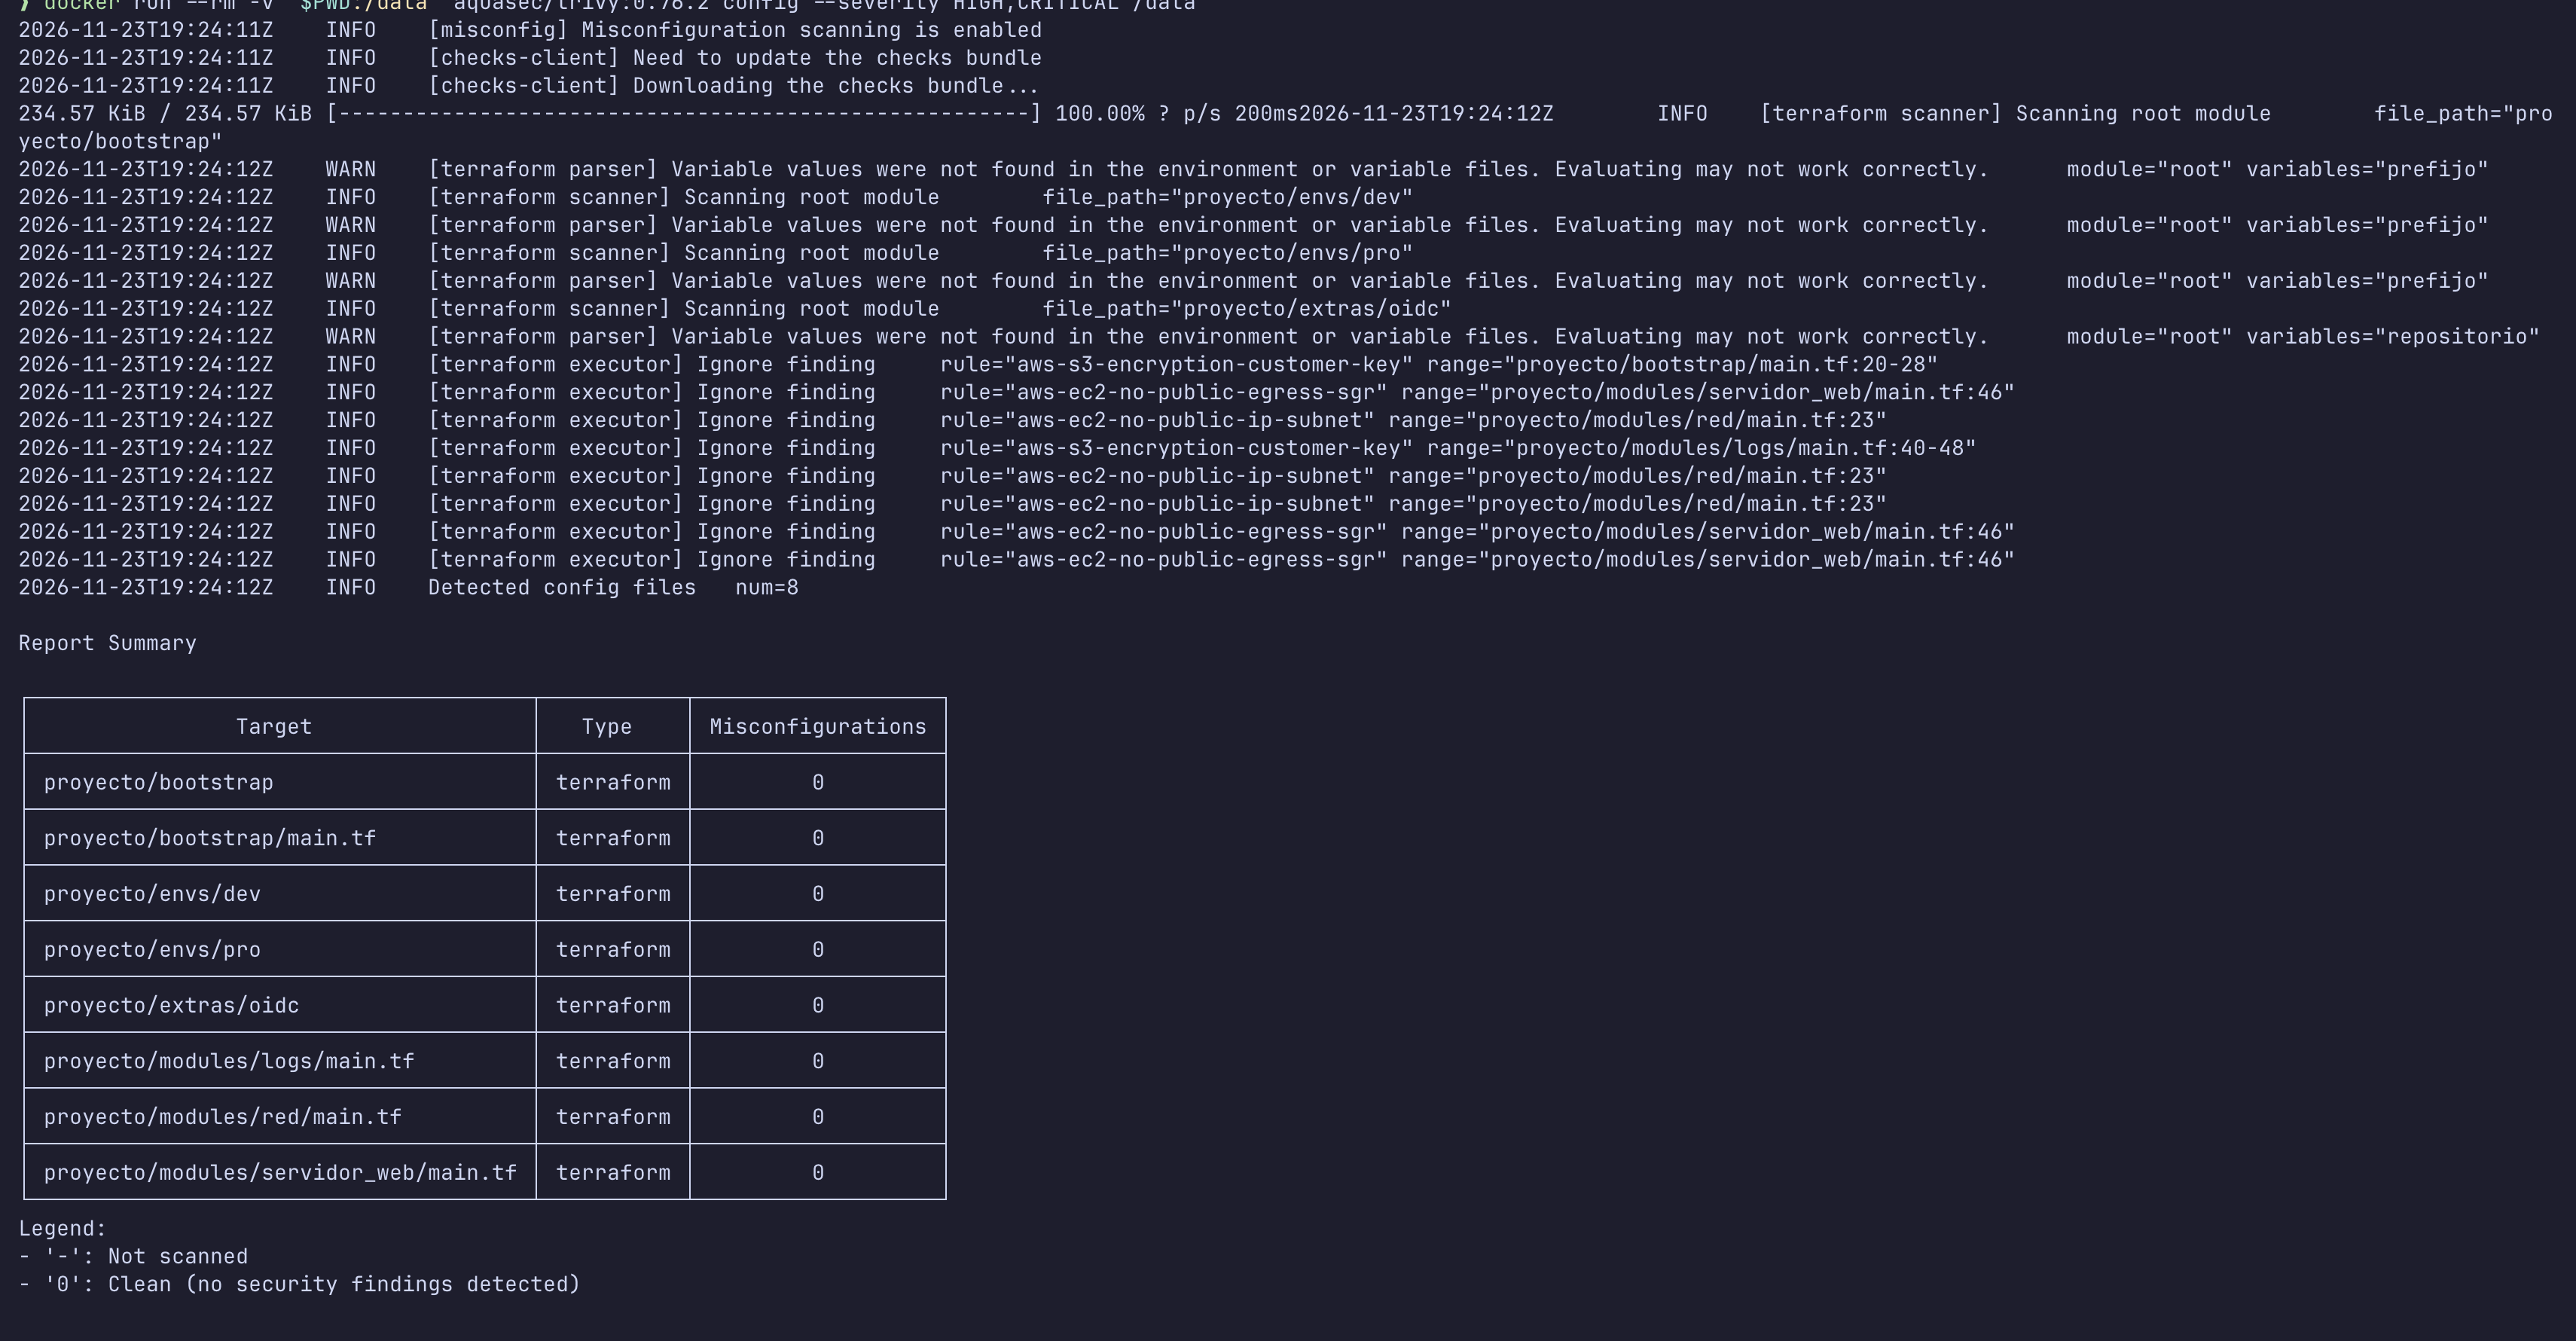 ❯ docker run --rm -v "$PWD:/data" aquasec/trivy:0.78.2 config --severity HIGH,CRITICAL /data
2026-11-23T19:24:11Z    INFO    [misconfig] Misconfiguration scanning is enabled
2026-11-23T19:24:11Z    INFO    [checks-client] Need to update the checks bundle
2026-11-23T19:24:11Z    INFO    [checks-client] Downloading the checks bundle...
234.57 KiB / 234.57 KiB [------------------------------------------------------] 100.00% ? p/s 200ms2026-11-23T19:24:12Z        INFO    [terraform scanner] Scanning root module        file_path="pro
yecto/bootstrap"
2026-11-23T19:24:12Z    WARN    [terraform parser] Variable values were not found in the environment or variable files. Evaluating may not work correctly.      module="root" variables="prefijo"
2026-11-23T19:24:12Z    INFO    [terraform scanner] Scanning root module        file_path="proyecto/envs/dev"
2026-11-23T19:24:12Z    WARN    [terraform parser] Variable values were not found in the environment or variable files. Evaluating may not work correctly.      module="root" variables="prefijo"
2026-11-23T19:24:12Z    INFO    [terraform scanner] Scanning root module        file_path="proyecto/envs/pro"
2026-11-23T19:24:12Z    WARN    [terraform parser] Variable values were not found in the environment or variable files. Evaluating may not work correctly.      module="root" variables="prefijo"
2026-11-23T19:24:12Z    INFO    [terraform scanner] Scanning root module        file_path="proyecto/extras/oidc"
2026-11-23T19:24:12Z    WARN    [terraform parser] Variable values were not found in the environment or variable files. Evaluating may not work correctly.      module="root" variables="repositorio"
2026-11-23T19:24:12Z    INFO    [terraform executor] Ignore finding     rule="aws-s3-encryption-customer-key" range="proyecto/bootstrap/main.tf:20-28"
2026-11-23T19:24:12Z    INFO    [terraform executor] Ignore finding     rule="aws-ec2-no-public-egress-sgr" range="proyecto/modules/servidor_web/main.tf:46"
2026-11-23T19:24:12Z    INFO    [terraform executor] Ignore finding     rule="aws-ec2-no-public-ip-subnet" range="proyecto/modules/red/main.tf:23"
2026-11-23T19:24:12Z    INFO    [terraform executor] Ignore finding     rule="aws-s3-encryption-customer-key" range="proyecto/modules/logs/main.tf:40-48"
2026-11-23T19:24:12Z    INFO    [terraform executor] Ignore finding     rule="aws-ec2-no-public-ip-subnet" range="proyecto/modules/red/main.tf:23"
2026-11-23T19:24:12Z    INFO    [terraform executor] Ignore finding     rule="aws-ec2-no-public-ip-subnet" range="proyecto/modules/red/main.tf:23"
2026-11-23T19:24:12Z    INFO    [terraform executor] Ignore finding     rule="aws-ec2-no-public-egress-sgr" range="proyecto/modules/servidor_web/main.tf:46"
2026-11-23T19:24:12Z    INFO    [terraform executor] Ignore finding     rule="aws-ec2-no-public-egress-sgr" range="proyecto/modules/servidor_web/main.tf:46"
2026-11-23T19:24:12Z    INFO    Detected config files   num=8
Report Summary
Target Type Misconfigurations
proyecto/bootstrap terraform 0
proyecto/bootstrap/main.tf terraform 0
proyecto/envs/dev terraform 0
proyecto/envs/pro terraform 0
proyecto/extras/oidc terraform 0
proyecto/modules/logs/main.tf terraform 0
proyecto/modules/red/main.tf terraform 0
proyecto/modules/servidor_web/main.tf terraform 0
Legend:
- '-': Not scanned
- '0': Clean (no security findings detected)